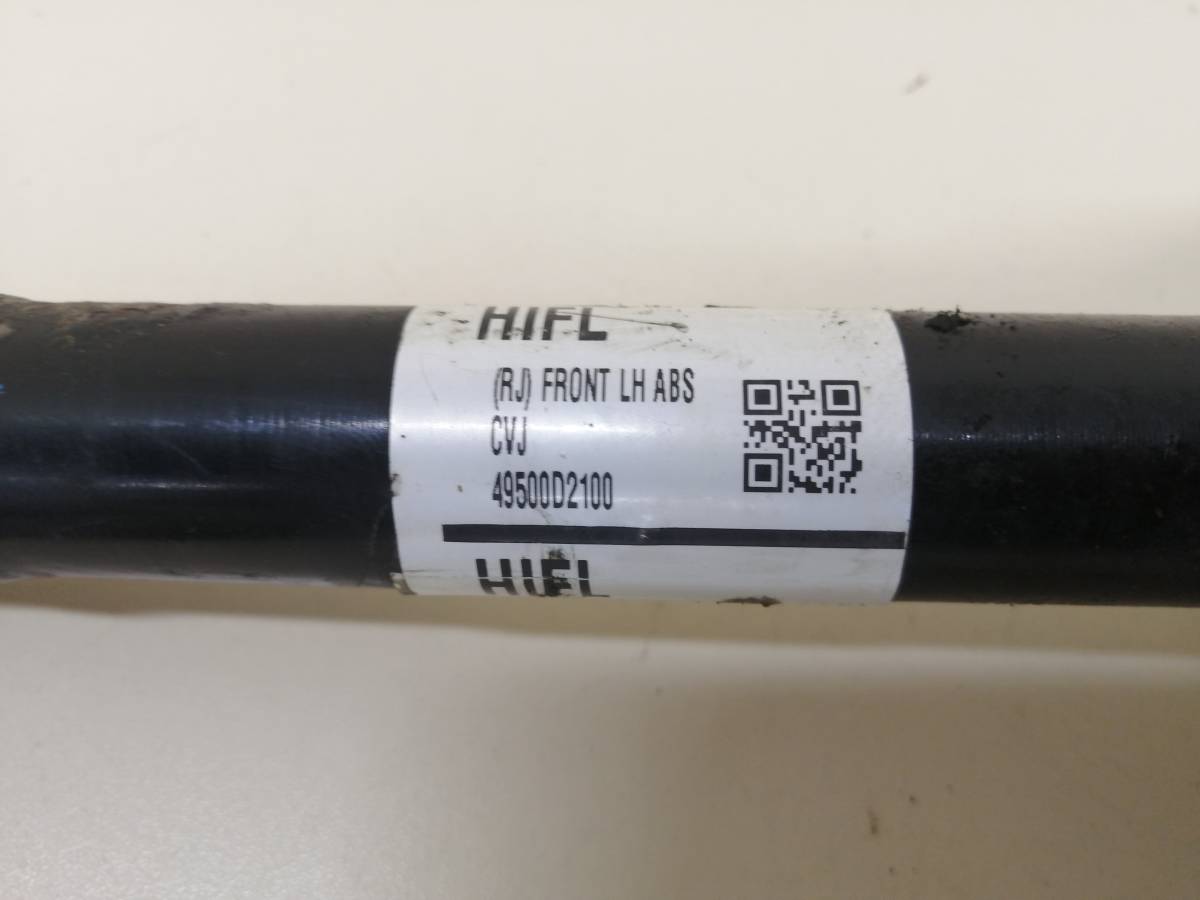 HIFL
(RJ) FRONT LH ABS
CVJ
49500D2100
HIFL